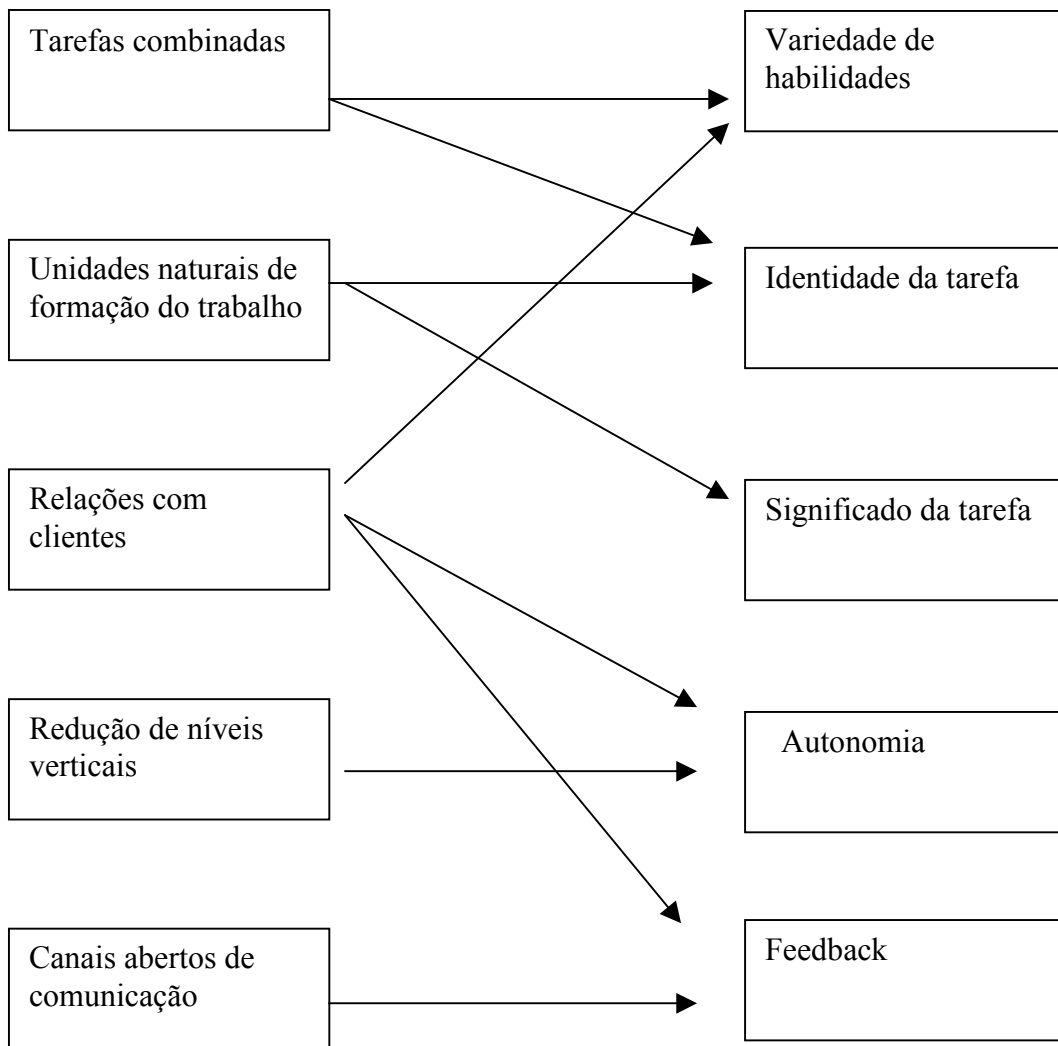 Tarefas combinadas
Variedade de
habilidades
Unidades naturais de
formação do trabalho
Identidade da tarefa
Relações com
clientes
Significado da tarefa
Redução de níveis
verticais
Autonomia
Canais abertos de
comunicação
Feedback